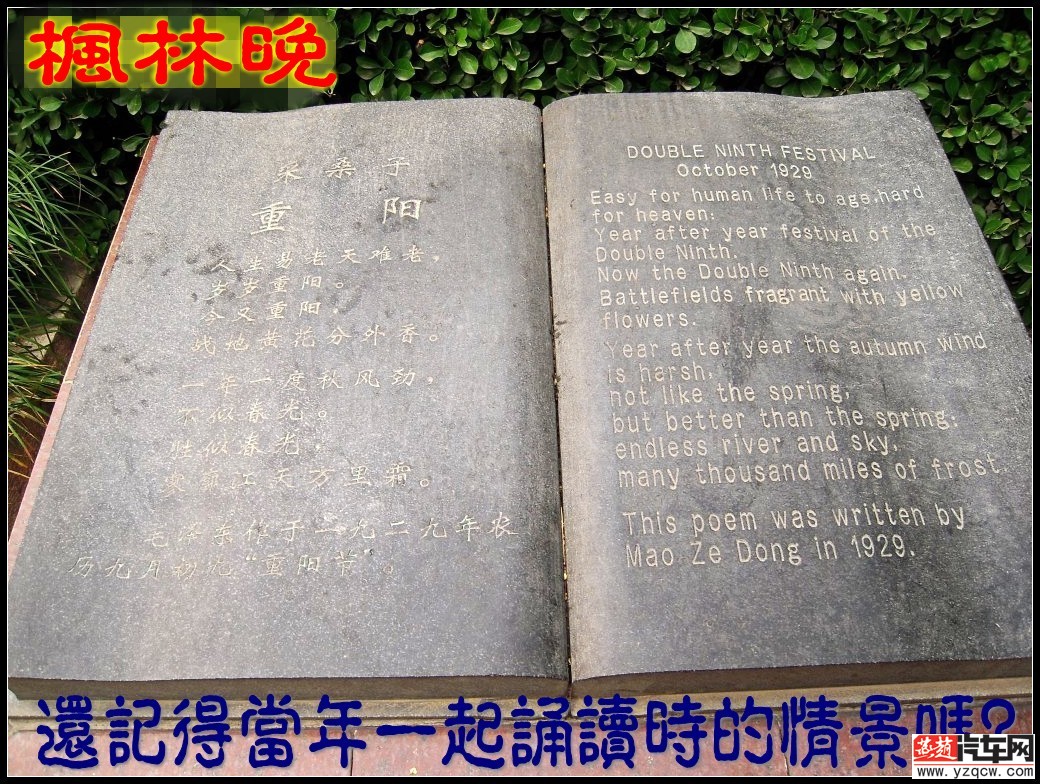 楓林晚
采桑子
重阳
人生易老天难老，
岁岁重阳。
今又重阳，
战地黄花分外香。
一年一度秋风劲，
不似春光。
胜似春光，
寥廓江天万里霜。
毛泽东作于一九二九年农
历九月初九“重阳节”。
DOUBLE NINTH FESTIVAL
October 1929
Easy for human life to age,hard
for heaven:
Year after year festival of the
Double Ninth.
Now the Double Ninth again.
Battlefields fragrant with yellow
flowers.
Year after year the autumn wind
is harsh,
not like the spring,
but better than the spring:
endless river and sky,
many thousand miles of frost.
This poem was written by
Mao Ze Dong in 1929.
還記得當年一起誦讀時的情景嗎?
燕趙汽车网
www.yzqcw.com